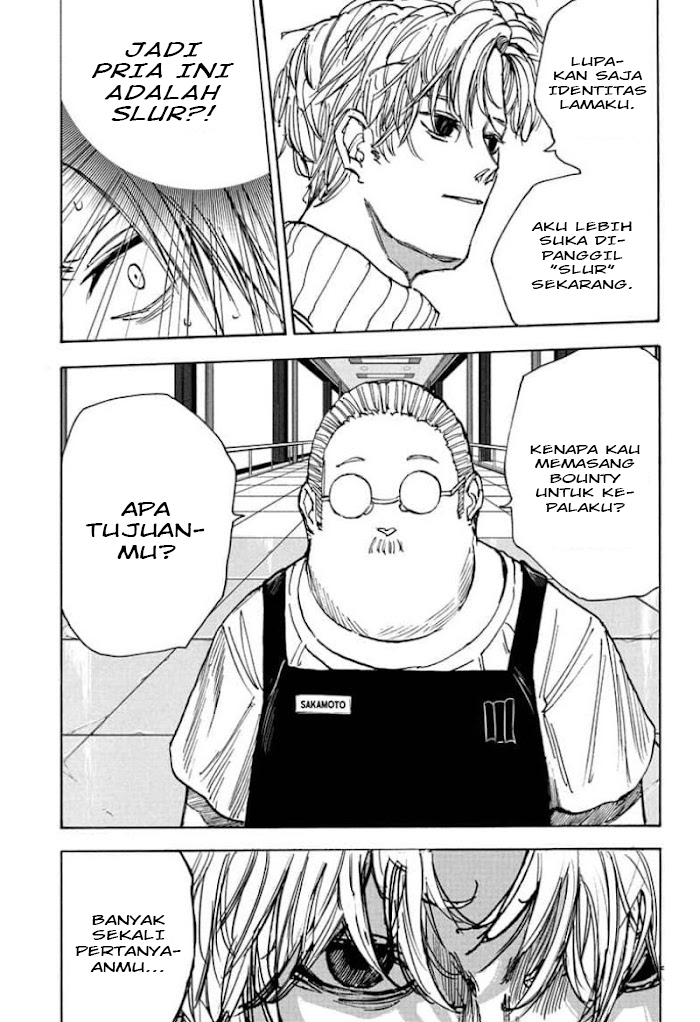 LUPA-
KAN SAJA
IDENTITAS
LAMAKU.
AKU LEBIH
SUKA DI-
PANGGIL
"SLUR"
SEKARANG.
JADI
PRIA INI
ADALAH
SLUR?!
KENAPA KAU
MEMASANG
BOUNTY
UNTUK KE-
PALAKU?
APA
TUJUAN-
MU?
SAKAMOTO
BANYAK
SEKALI
PERTANYA-
ANMU...